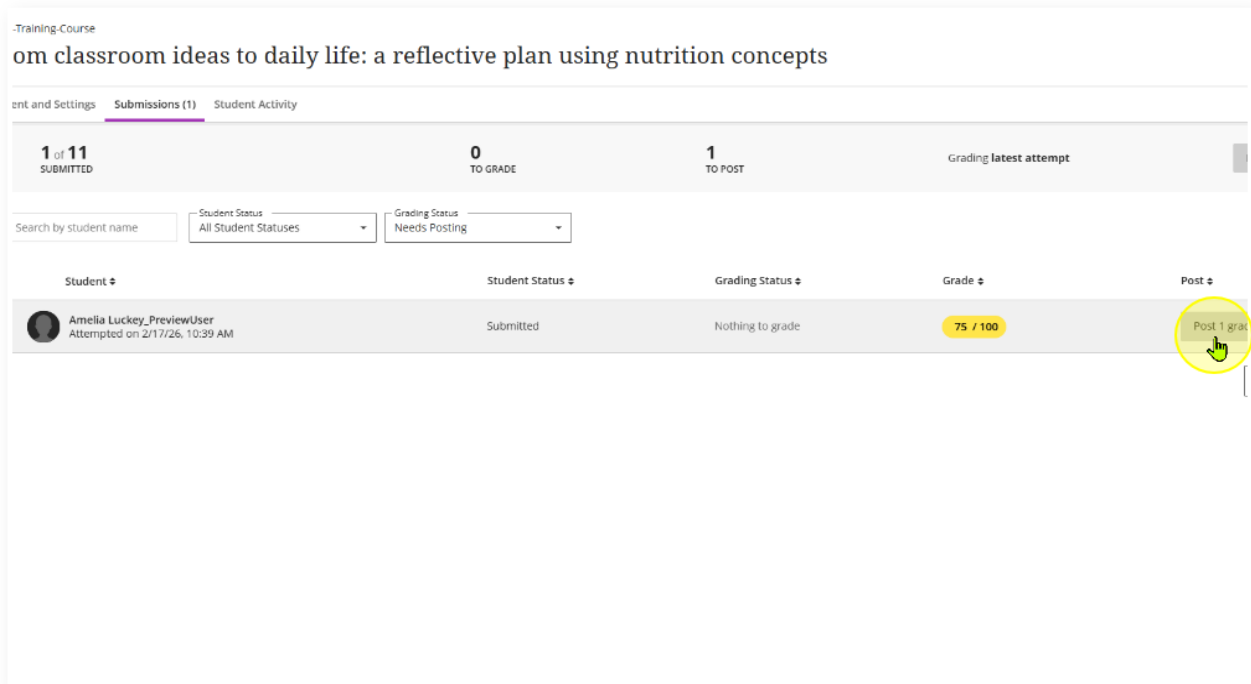 -Training-Course
om classroom ideas to daily life: a reflective plan using nutrition concepts
ent and Settings Submissions (1) Student Activity
1 of 11
SUBMITTED
0
TO GRADE
1
TO POST
Grading latest attempt
Search by student name
Student Status
All Student Statuses
Grading Status
Needs Posting
Student Student Status Grading Status Grade Post
Amelia Luckey_PreviewUser
Attempted on 2/17/26, 10:39 AM
Submitted Nothing to grade 75 / 100 Post 1 grad